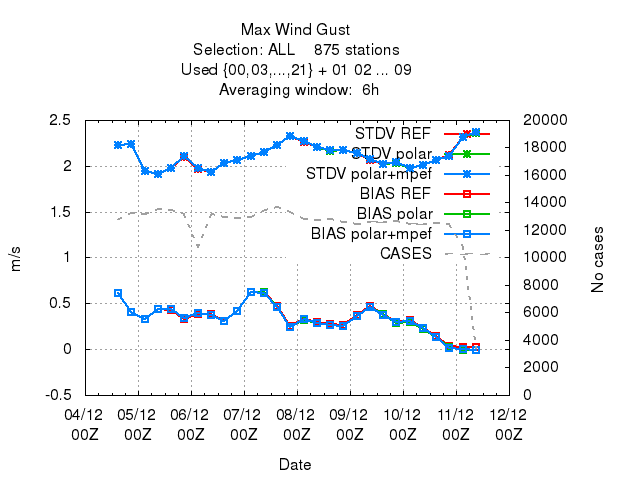 Max Wind Gust
Selection: ALL    875 stations
Used {00,03,...,21} + 01 02 ... 09
Averaging window:  6h
2.5
2
1.5
1
0.5
0
-0.5
m/s
20000
18000
16000
14000
12000
10000
8000
6000
4000
2000
0
No cases
STDV REF
STDV polar
STDV polar+mpef
BIAS REF
BIAS polar
BIAS polar+mpef
CASES
04/12 05/12 06/12 07/12 08/12 09/12 10/12 11/12 12/12
00Z 00Z 00Z 00Z 00Z 00Z 00Z 00Z 00Z
Date